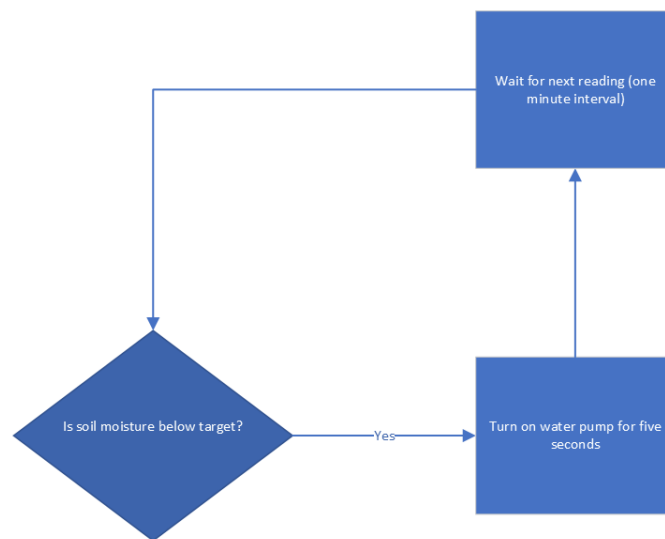 Wait for next reading (one
minute interval)
Is soil moisture below target?
Yes
Turn on water pump for five
seconds